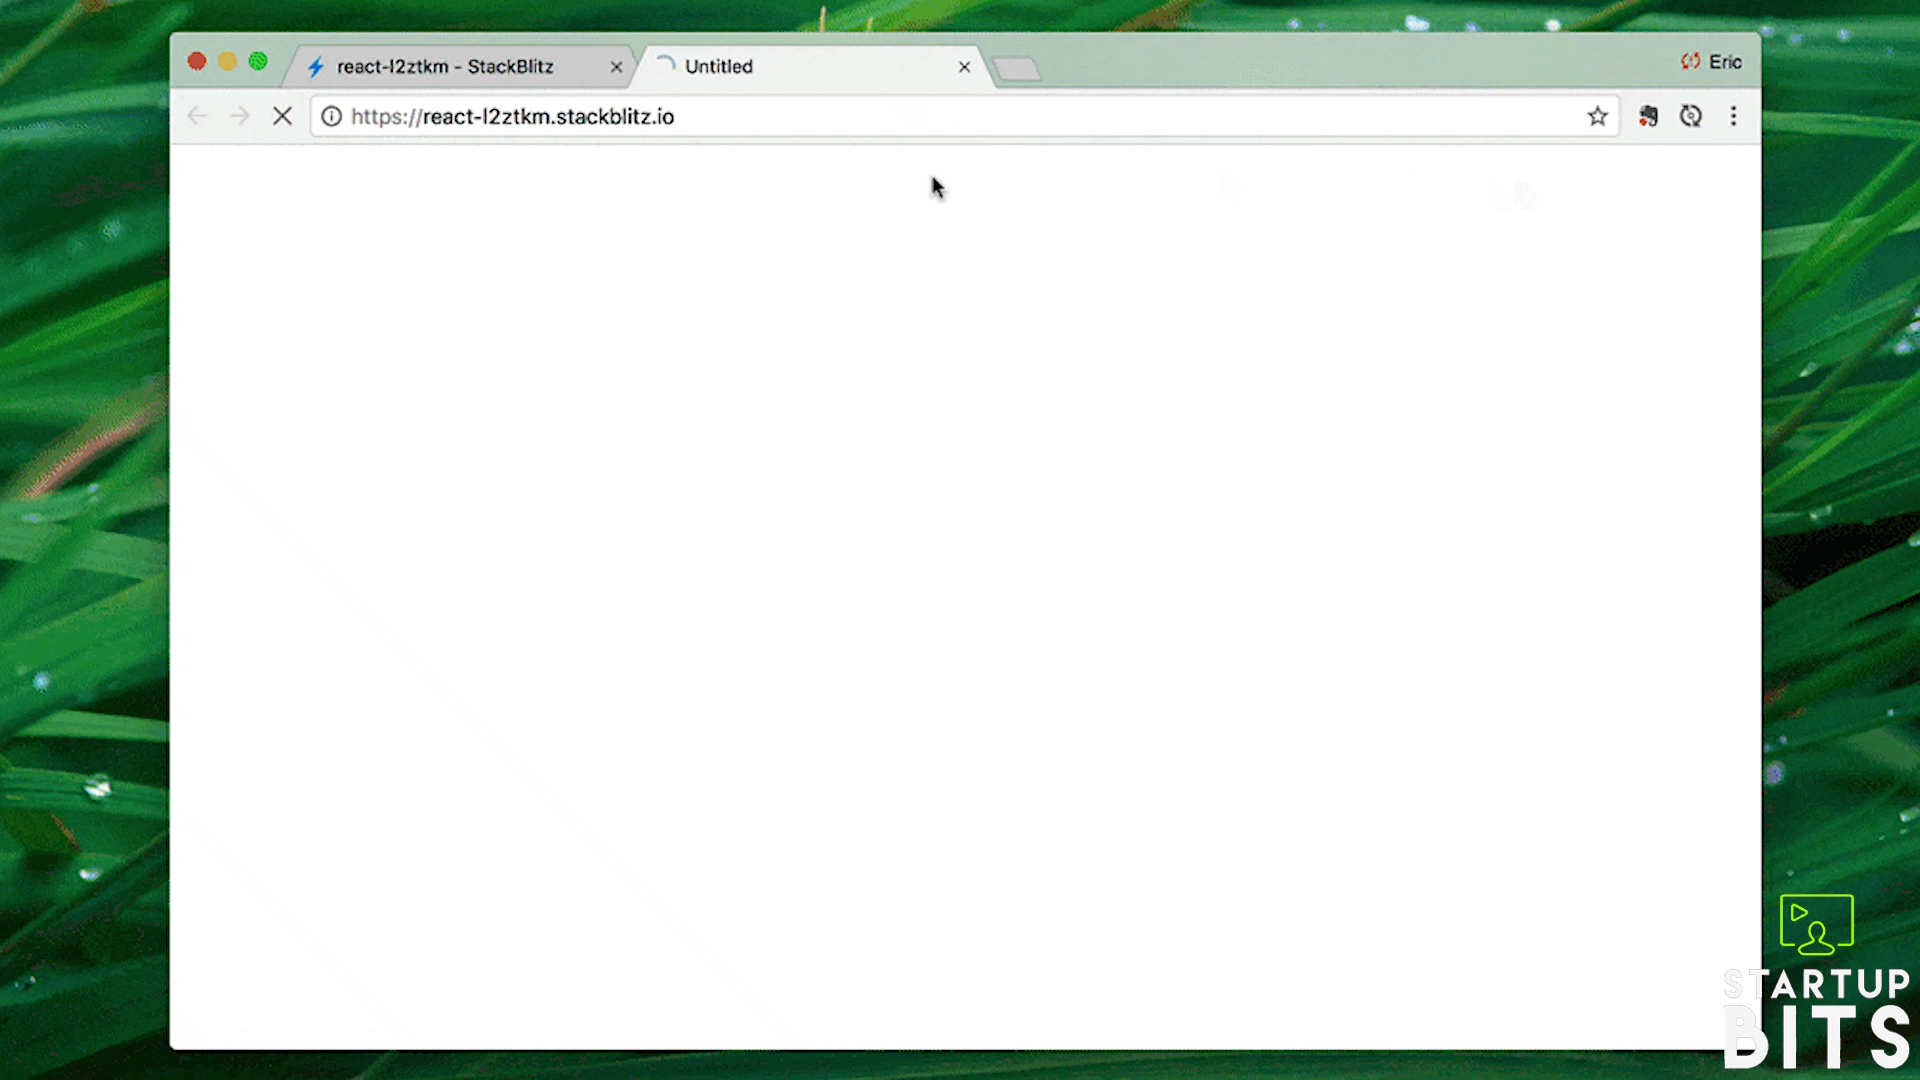 react-l2ztkm - StackBlitz
Untitled
Eric
https://react-l2ztkm.stackblitz.io
STARTUP
BITS